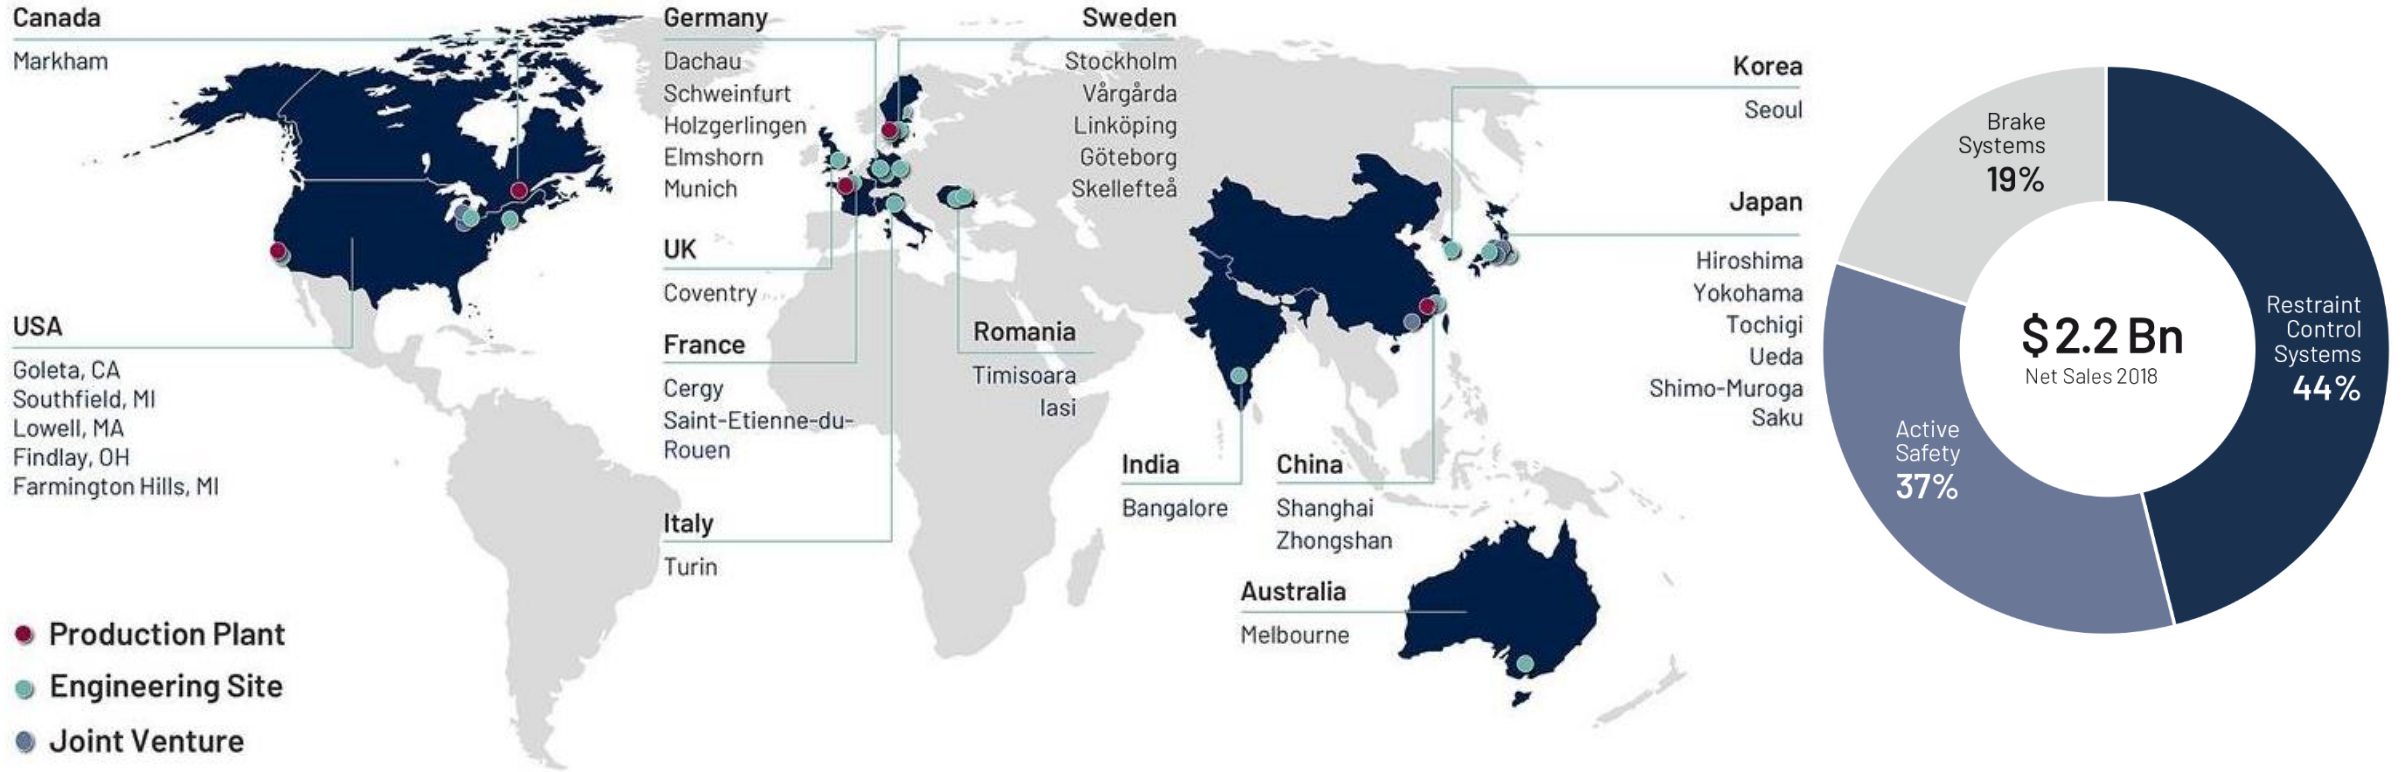 Canada
Markham
USA
Goleta, CA
Southfield, MI
Lowell, MA
Findlay, OH
Farmington Hills, MI
Production Plant
Engineering Site
Joint Venture
Germany
Dachau
Schweinfurt
Holzgerlingen
Elmshorn
Munich
UK
Coventry
France
Cergy
Saint-Etienne-du-
Rouen
Italy
Turin
Sweden
Stockholm
Vårgårda
Linköping
Göteborg
Skellefteå
Romania
Timisoara
Iasi
India
Bangalore
China
Shanghai
Zhongshan
Australia
Melbourne
Korea
Seoul
Japan
Hiroshima
Yokohama
Tochigi
Ueda
Shimo-Muroga
Saku
Brake
Systems
19%
Restraint
Control
Systems
44%
Active
Safety
37%
$2.2 Bn
Net Sales 2018